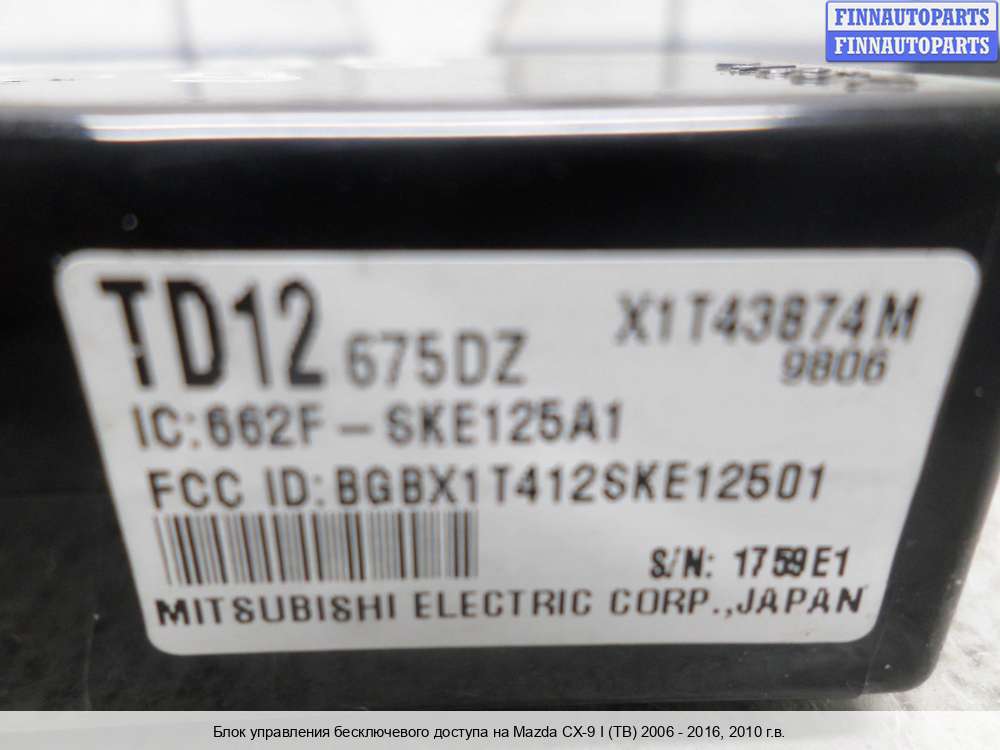 FINNAUTOPARTS
FINNAUTOPARTS
TD12 675DZ X1T43874M
9806
IC:662F-SKE125A1
FCC ID: BGBX1T412SKE12501
S/N: 1759E1
MITSUBISHI ELECTRIC CORP.,JAPAN
Блок управления бесключевого доступа на Mazda CX-9 I (TB) 2006 - 2016, 2010 г.в.